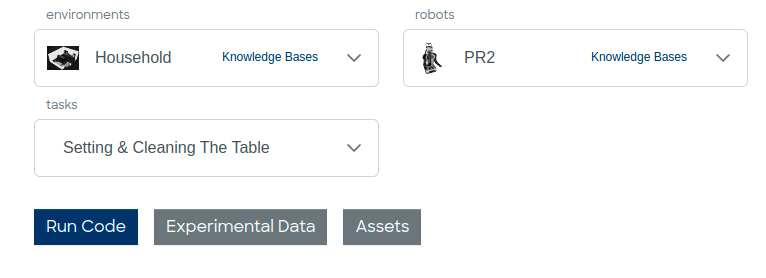 environments
robots
Household Knowledge Bases
PR2 Knowledge Bases
tasks
Setting & Cleaning The Table
Run Code
Experimental Data
Assets